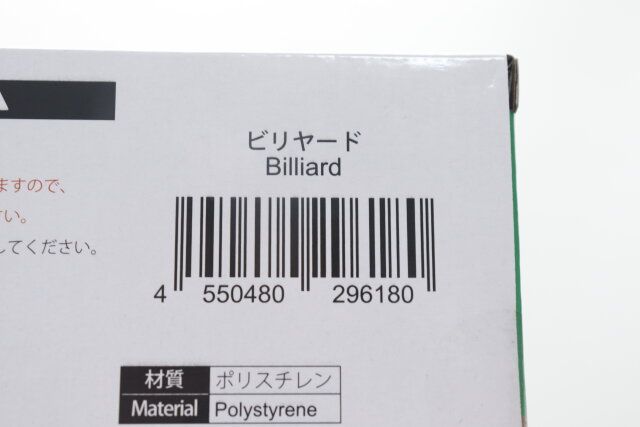 ビリヤード
Billiard
ますので、
さい。
してください。
4 550480 296180
材質 ポリスチレン
Material Polystyrene